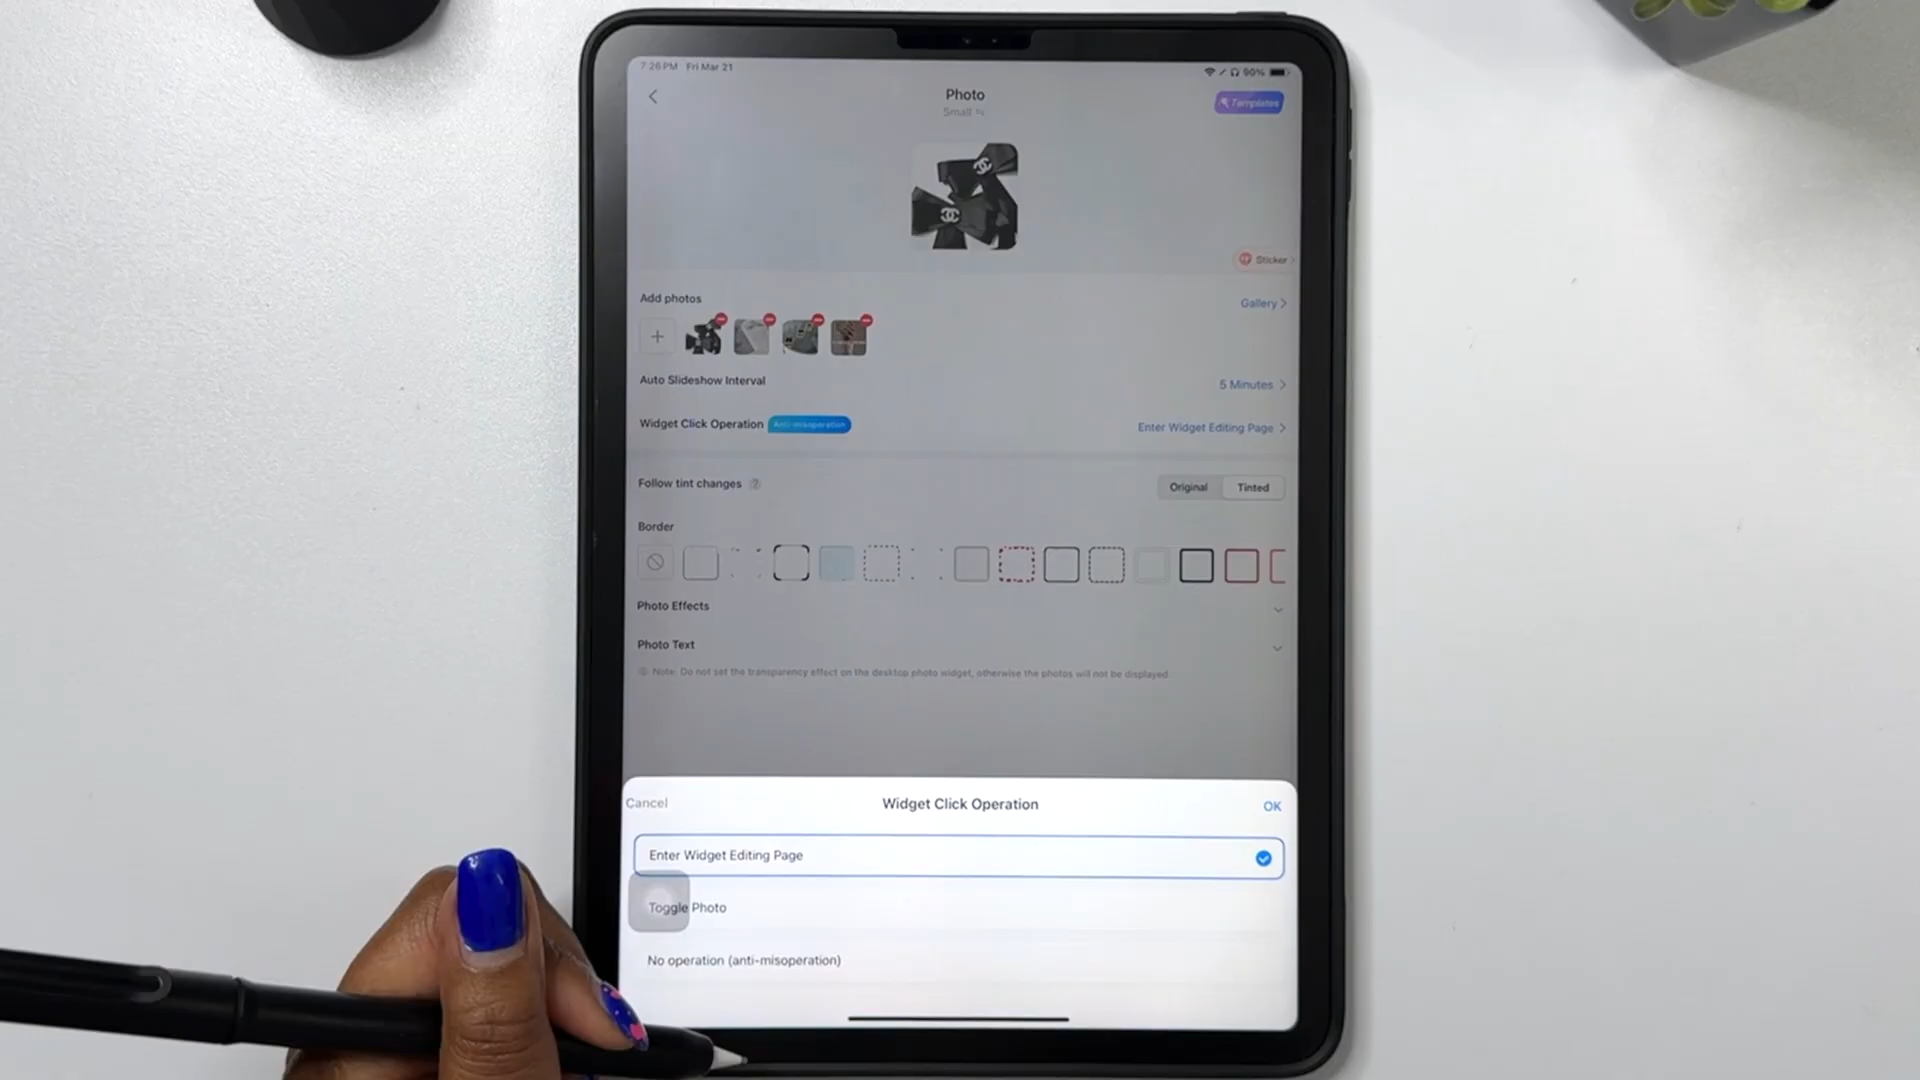 7:26 PM Fri Mar 21
90%
Photo
Small
Templates
Sticker
Add photos
Gallery
Auto Slideshow Interval
5 Minutes
Widget Click Operation
Anti-misoperation
Enter Widget Editing Page
Follow tint changes
Original
Tinted
Border
Photo Effects
Photo Text
Note: Do not set the transparency effect on the desktop photo widget, otherwise the photos will not be displayed.
Cancel
Widget Click Operation
OK
Enter Widget Editing Page
Toggle Photo
No operation (anti-misoperation)